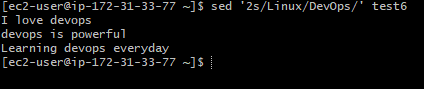 [ec2-user@ip-172-31-33-77 ~]$ sed '2s/Linux/DevOps/' test6
I love devops
devops is powerful
Learning devops everyday
[ec2-user@ip-172-31-33-77 ~]$